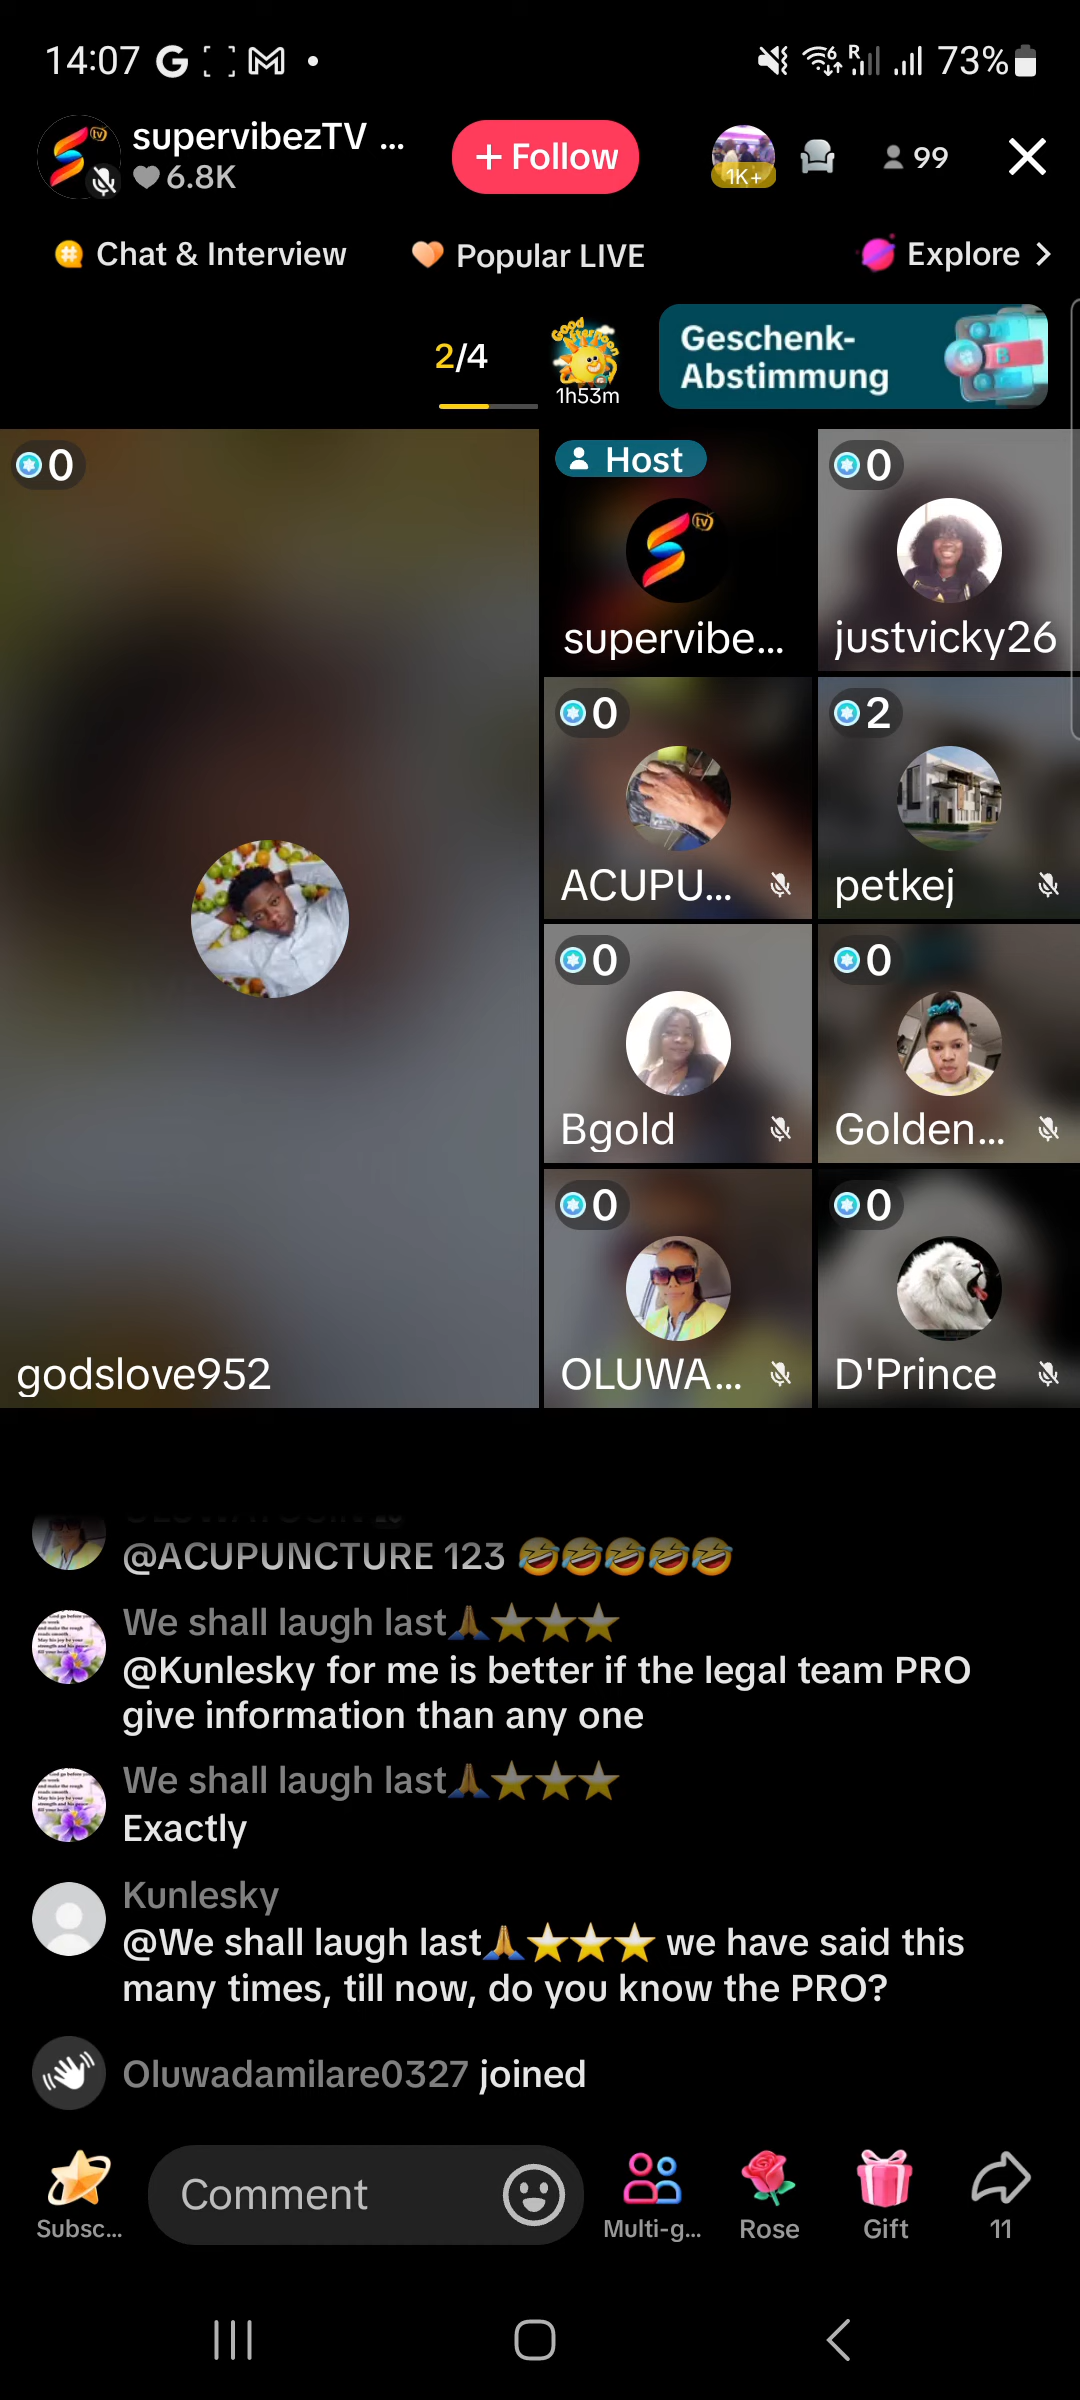 14:07
73%
supervibezTV ...
6.8K
+ Follow
1K+
99
Chat & Interview
Popular LIVE
Explore
2/4
Good
Afternoon
1h53m
Geschenk-
Abstimmung
0
godslove952
Host
supervibe...
0
justvicky26
0
ACUPU...
2
petkej
0
Bgold
0
Golden...
0
OLUWA...
0
D'Prince
@ACUPUNCTURE 123 🤣🤣🤣🤣🤣
We shall laugh last🙏⭐⭐⭐
@Kunlesky for me is better if the legal team PRO
give information than any one
We shall laugh last🙏⭐⭐⭐
Exactly
Kunlesky
@We shall laugh last🙏⭐⭐⭐ we have said this
many times, till now, do you know the PRO?
Oluwadamilare0327 joined
Subsc...
Comment
Multi-g...
Rose
Gift
11